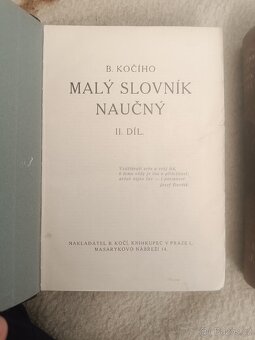 B. KOČÍHO
MALÝ SLOVNÍK
NAUČNÝ
II. DÍL.
NAKLADATEL B. KOČÍ, KNIHKUPEC V PRAZE I.,
MASARYKOVO NÁBŘEŽÍ 14.